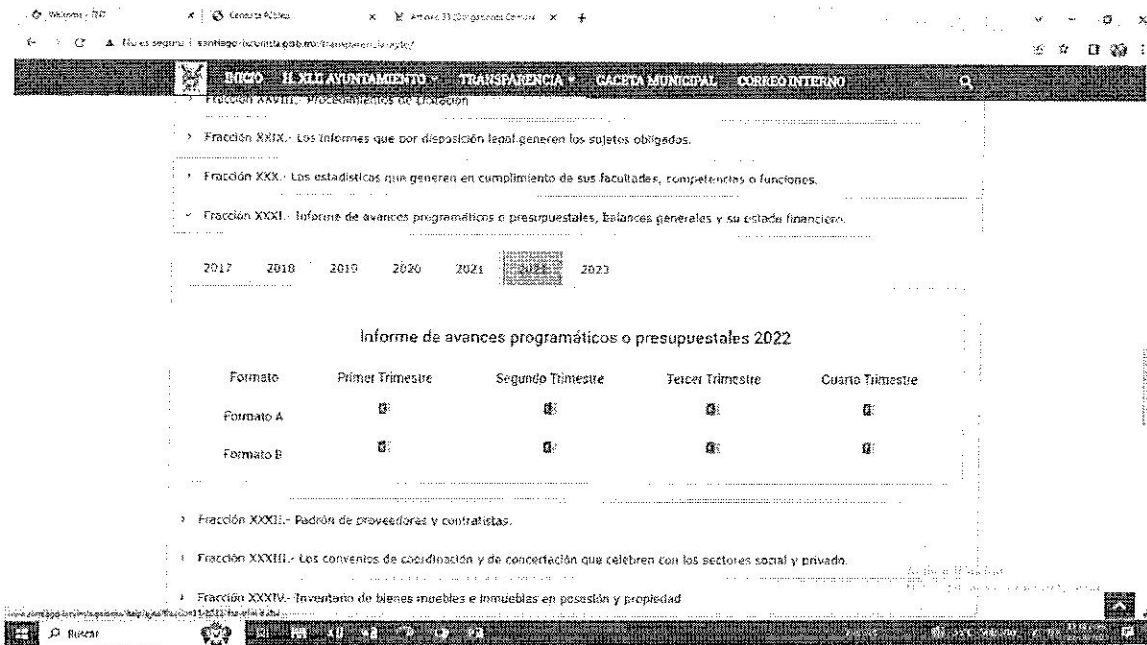 Consulta Pública
No es seguro
INICIO H. XLII AYUNTAMIENTO TRANSPARENCIA GACETA MUNICIPAL CORREO INTERNO
Fracción XXVIII.- Procedimientos de Licitación
Fracción XXIX.- Los informes que por disposición legal generen los sujetos obligados.
Fracción XXX.- Las estadísticas que generen en cumplimiento de sus facultades, competencias o funciones.
Fracción XXXI.- Informe de avances programáticos o presupuestales, balances generales y su estado financiero.
2017 2018 2019 2020 2021 2022 2023
Informe de avances programáticos o presupuestales 2022
Formato Primer Trimestre Segundo Trimestre Tercer Trimestre Cuarto Trimestre
Formato A
Formato B
Fracción XXXII.- Padrón de proveedores y contratistas.
Fracción XXXIII.- Los convenios de coordinación y de concertación que celebren con los sectores social y privado.
Fracción XXXIV.- Inventario de bienes muebles e inmuebles en posesión y propiedad
Buscar